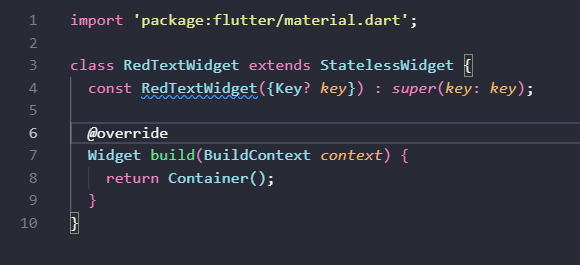 1 import 'package:flutter/material.dart';
2
3 class RedTextWidget extends StatelessWidget {
4 const RedTextWidget({Key? key}) : super(key: key);
5
6 @override
7 Widget build(BuildContext context) {
8 return Container();
9 }
10 }